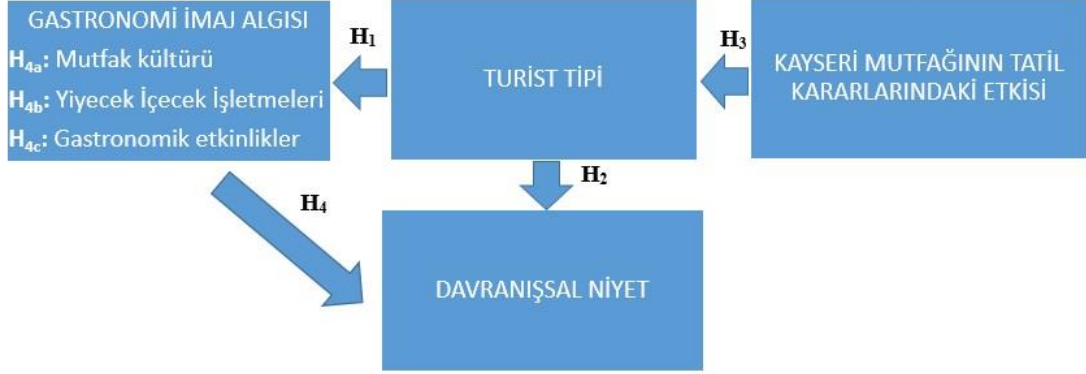 GASTRONOMİ İMAJ ALGISI
H4a: Mutfak kültürü
H4b: Yiyecek İçecek İşletmeleri
H4c: Gastronomik etkinlikler
H1
TURİST TİPİ
H3
KAYSERİ MUTFAĞININ TATİL
KARARLARINDAKİ ETKİSİ
H2
H4
DAVRANIŞSAL NİYET